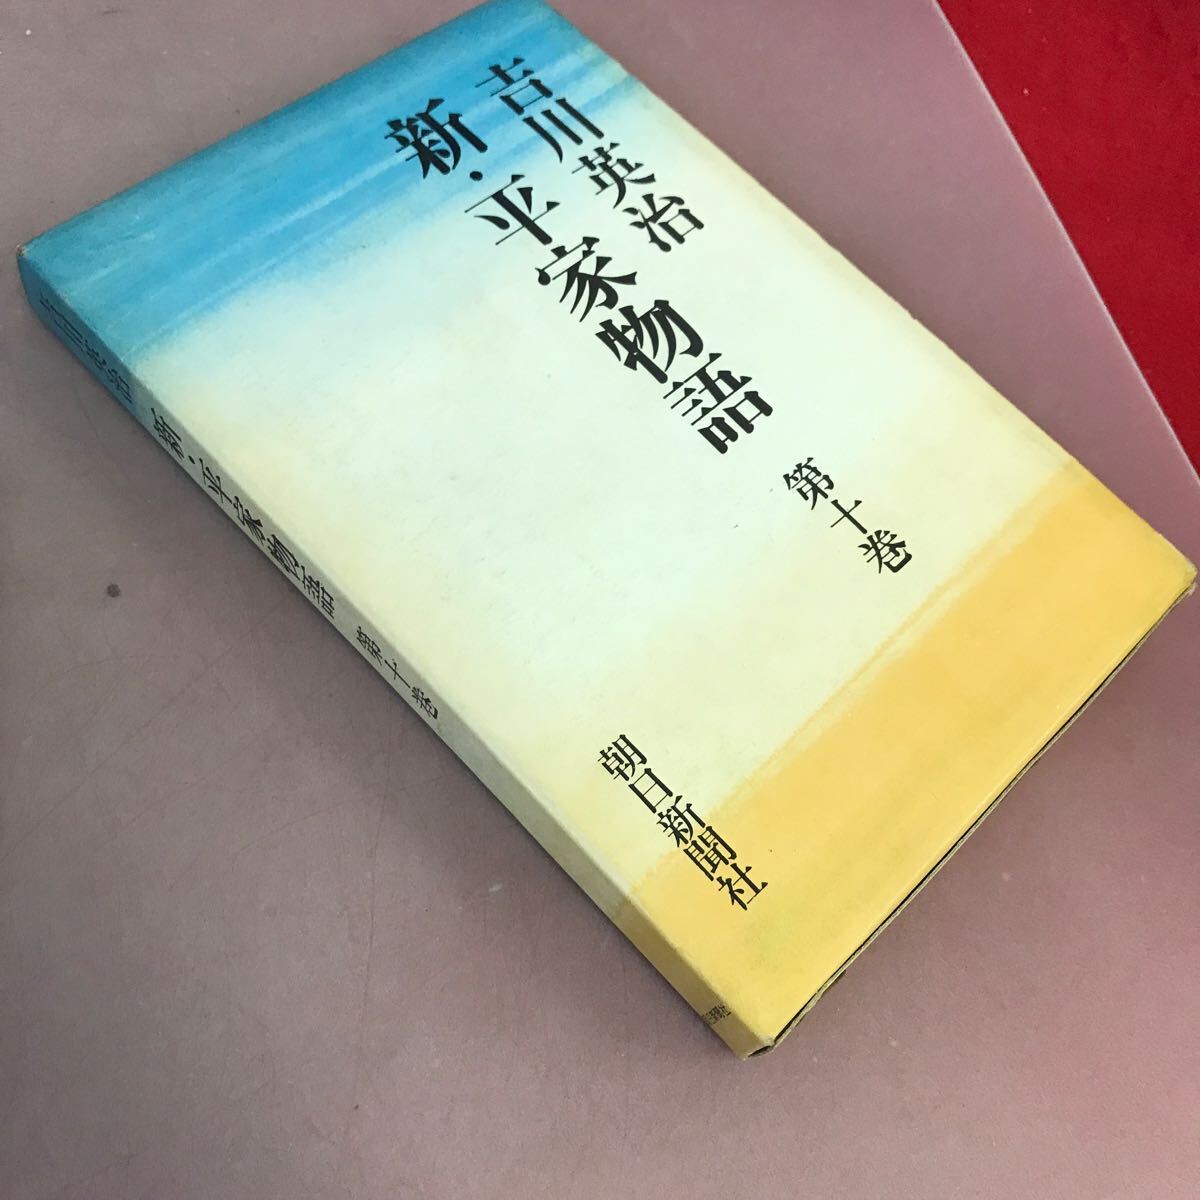 吉川英治
新・平家物語
第十巻
朝日新聞社
吉川英治 新・平家物語 第十巻